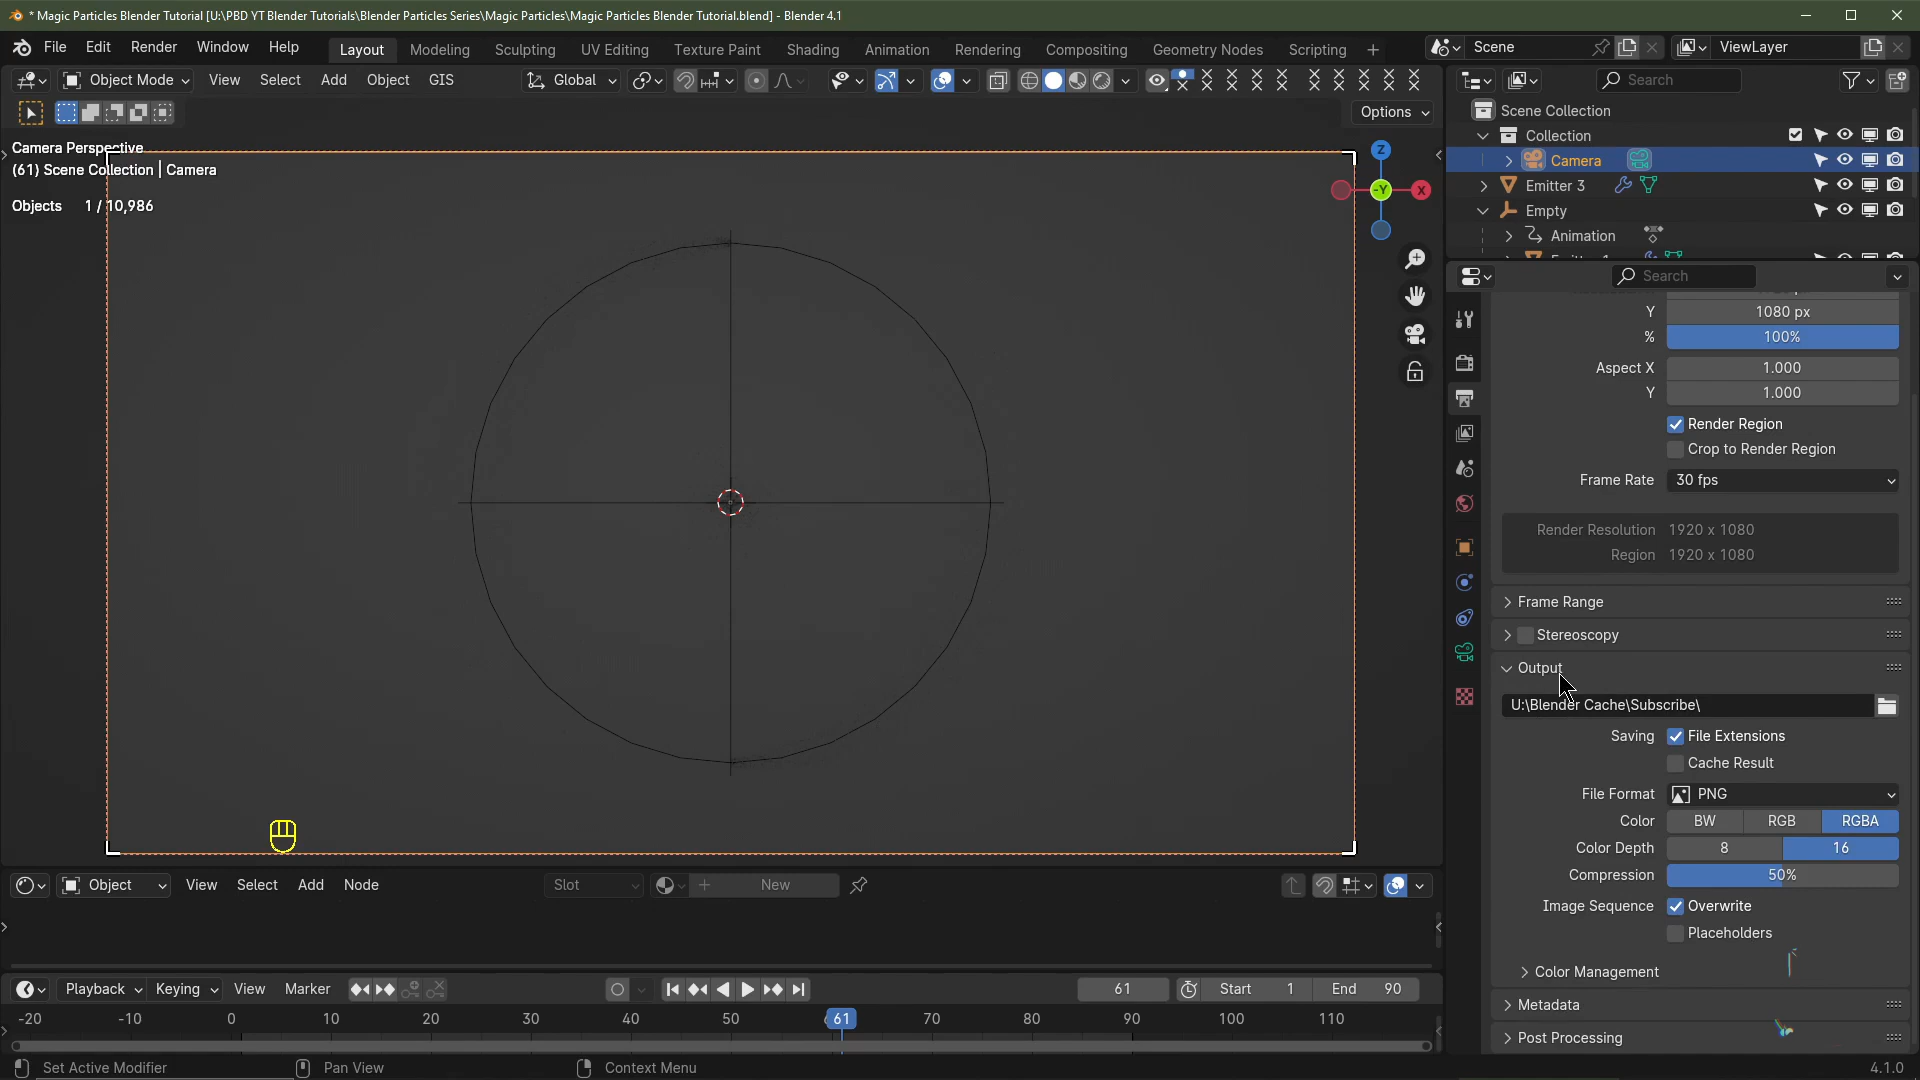 * Magic Particles Blender Tutorial [U:\PBD YT Blender Tutorials\Blender Particles Series\Magic Particles\Magic Particles Blender Tutorial.blend] - Blender 4.1
File Edit Render Window Help Layout Modeling Sculpting UV Editing Texture Paint Shading Animation Rendering Compositing Geometry Nodes Scripting + Scene ViewLayer
Object Mode View Select Add Object GIS Global Search
Options
Scene Collection
Collection
Camera
Emitter 3
Empty
Animation
Camera Perspective
(61) Scene Collection | Camera
Objects 1 / 10,986
Z
-Y X
Search
Y 1080 px
% 100%
Aspect X 1.000
Y 1.000
Render Region
Crop to Render Region
Frame Rate 30 fps
Render Resolution 1920 x 1080
Region 1920 x 1080
Frame Range
Stereoscopy
Output
U:\Blender Cache\Subscribe\
Saving File Extensions
Cache Result
File Format PNG
Color BW RGB RGBA
Color Depth 8 16
Compression 50%
Image Sequence Overwrite
Placeholders
Color Management
Metadata
Post Processing
Object View Select Add Node Slot New
Playback Keying View Marker 61 Start 1 End 90
-20 -10 0 10 20 30 40 50 61 70 80 90 100 110
Set Active Modifier Pan View Context Menu 4.1.0